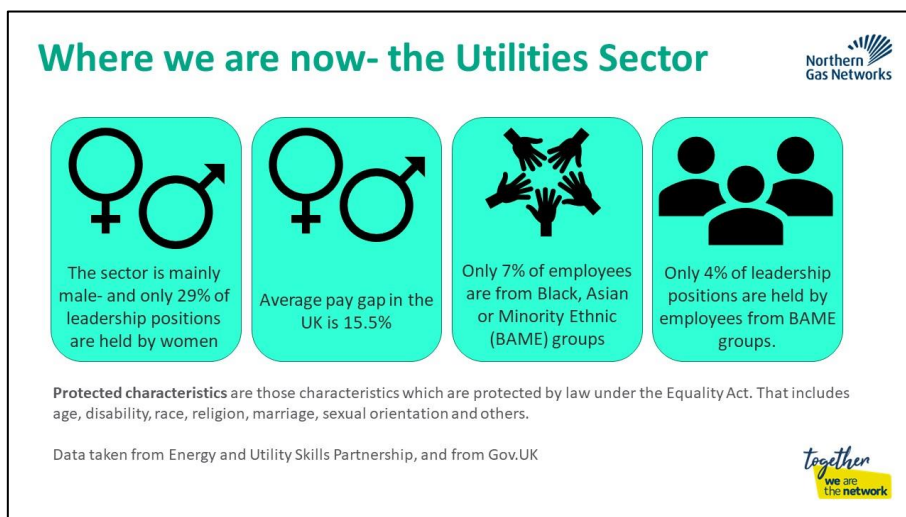 Where we are now- the Utilities Sector
Northern
Gas Networks
The sector is mainly
male- and only 29% of
leadership positions
are held by women
Average pay gap in the
UK is 15.5%
Only 7% of employees
are from Black, Asian
or Minority Ethnic
(BAME) groups
Only 4% of leadership
positions are held by
employees from BAME
groups.
Protected characteristics are those characteristics which are protected by law under the Equality Act. That includes
age, disability, race, religion, marriage, sexual orientation and others.
Data taken from Energy and Utility Skills Partnership, and from Gov.UK
together
we are
the network